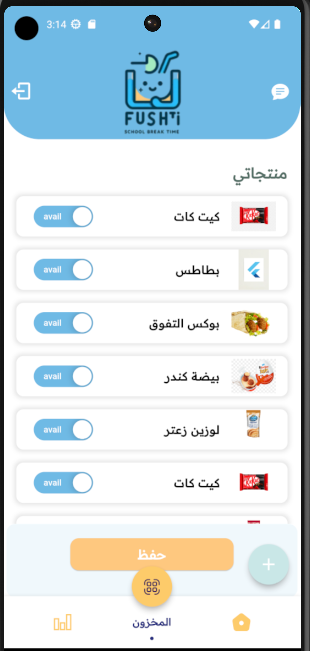 3:14
FUSHTI
SCHOOL BREAK TIME
منتجاتي
كيت كات
avail
بطاطس
avail
بوكس التفوق
avail
بيضة كندر
avail
لوزين زعتر
avail
كيت كات
avail
حفظ
+
المخزون